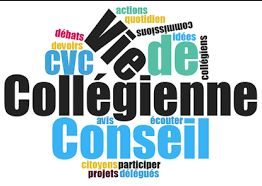 actions
quotidien
commissions
débats
devoirs
Vie
de
idées
collégiens
cvc
Collégienne
avis
écouter
Conseil
citoyens participer
projets délégués